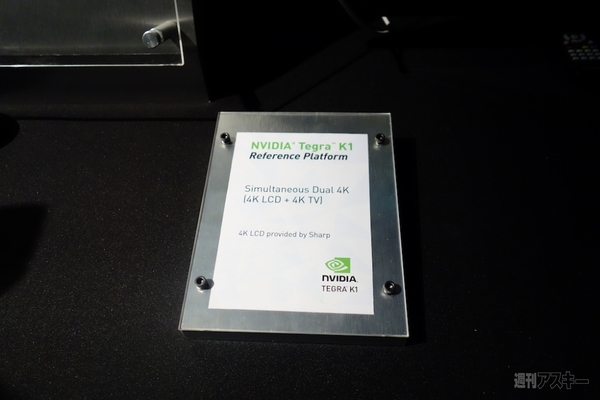 NVIDIA® Tegra™ K1
Reference Platform
Simultaneous Dual 4K
(4K LCD + 4K TV)
4K LCD provided by Sharp
NVIDIA.
TEGRA K1
週刊アスキー